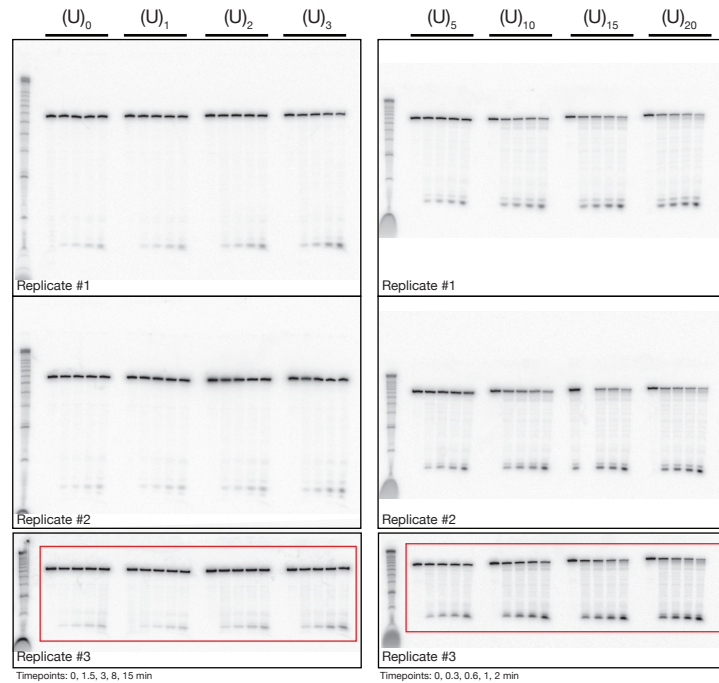 (U)0 (U)1 (U)2 (U)3 (U)5 (U)10 (U)15 (U)20
Replicate #1 Replicate #1
Replicate #2 Replicate #2
Replicate #3 Replicate #3
Timepoints: 0, 1.5, 3, 8, 15 min Timepoints: 0, 0.3, 0.6, 1, 2 min